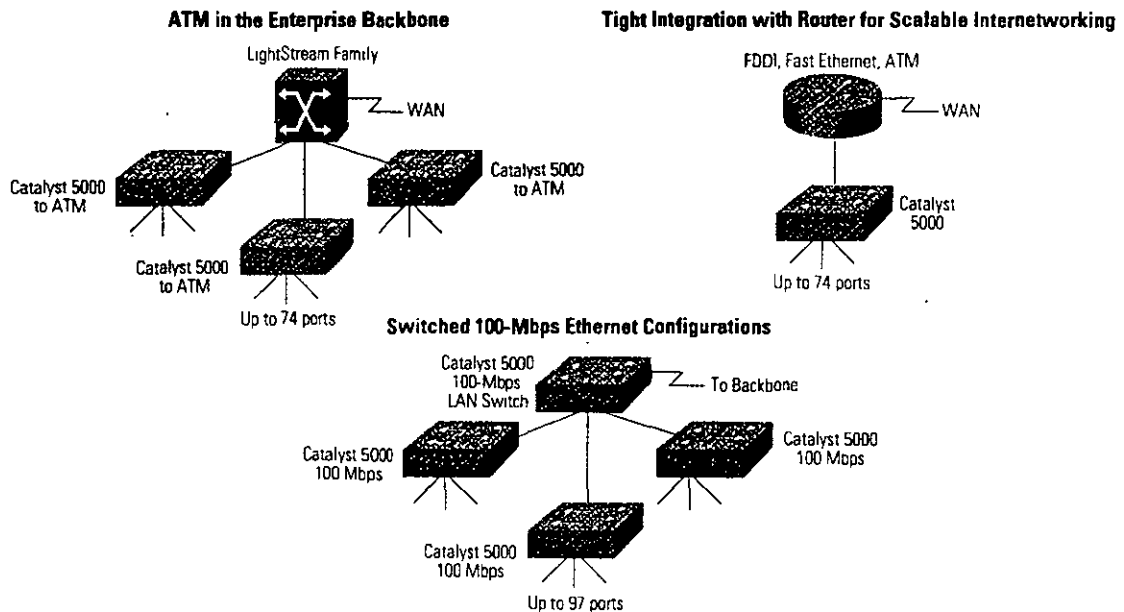 ATM in the Enterprise Backbone
LightStream Family
WAN
Catalyst 5000
to ATM
Catalyst 5000
to ATM
Catalyst 5000
to ATM
Up to 74 ports
Tight Integration with Router for Scalable Internetworking
FDDI, Fast Ethernet, ATM
WAN
Catalyst
5000
Up to 74 ports
Switched 100-Mbps Ethernet Configurations
Catalyst 5000
100-Mbps
LAN Switch
To Backbone
Catalyst 5000
100 Mbps
Catalyst 5000
100 Mbps
Catalyst 5000
100 Mbps
Up to 97 ports